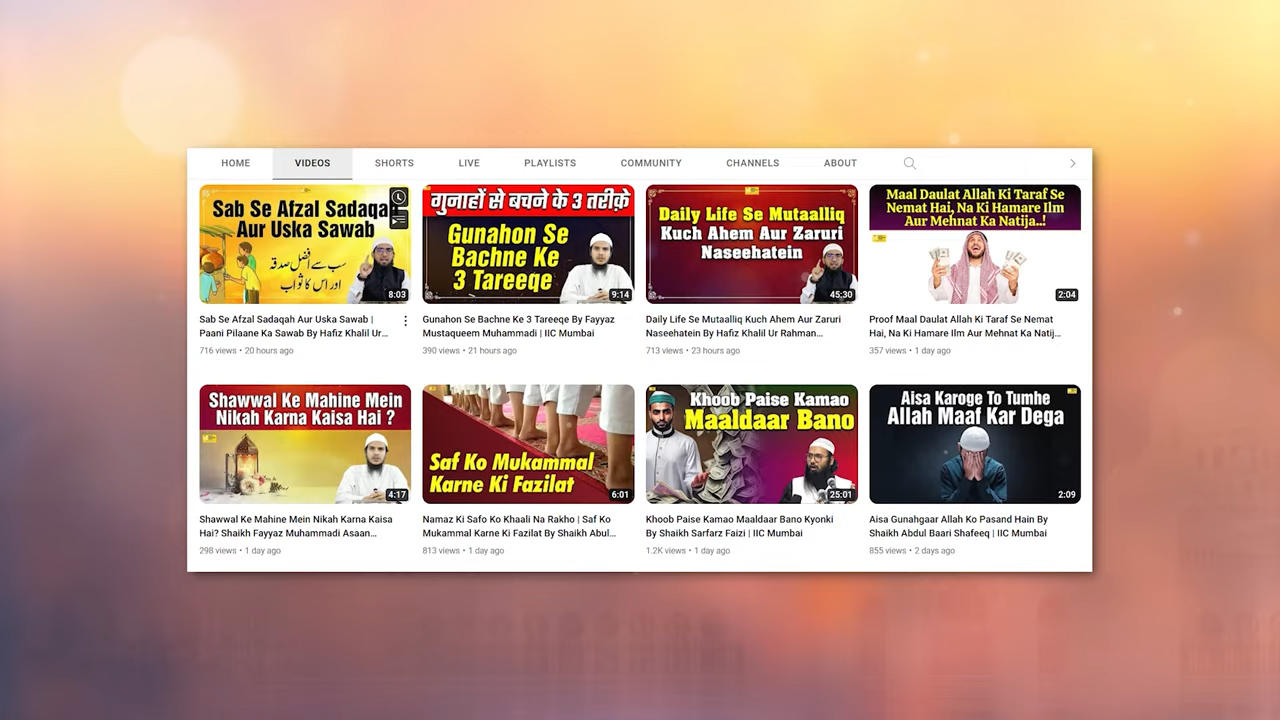 HOME VIDEOS SHORTS LIVE PLAYLISTS COMMUNITY CHANNELS ABOUT
Sab Se Afzal Sadaqa
Aur Uska Sawab
سب سے افضل صدقہ
اور اس کا ثواب
8:03
Sab Se Afzal Sadaqah Aur Uska Sawab |
Paani Pilaane Ka Sawab By Hafiz Khalil Ur...
716 views • 20 hours ago
गुनाहों से बचने के 3 तरीक़े
Gunahon Se
Bachne Ke
3 Tareeqe
9:14
Gunahon Se Bachne Ke 3 Tareeqe By Fayyaz
Mustaqueem Muhammadi | IIC Mumbai
390 views • 21 hours ago
Daily Life Se Mutaalliq
Kuch Ahem Aur Zaruri
Naseehatein
45:30
Daily Life Se Mutaalliq Kuch Ahem Aur Zaruri
Naseehatein By Hafiz Khalil Ur Rahman...
713 views • 23 hours ago
Maal Daulat Allah Ki Taraf Se
Nemat Hai, Na Ki Hamare Ilm
Aur Mehnat Ka Natija..!
2:04
Proof Maal Daulat Allah Ki Taraf Se Nemat
Hai, Na Ki Hamare Ilm Aur Mehnat Ka Natij...
357 views • 1 day ago
Shawwal Ke Mahine Mein
Nikah Karna Kaisa Hai ?
4:17
Shawwal Ke Mahine Mein Nikah Karna Kaisa
Hai? Shaikh Fayyaz Muhammadi Asaan...
298 views • 1 day ago
Saf Ko Mukammal
Karne Ki Fazilat
6:01
Namaz Ki Safo Ko Khaali Na Rakho | Saf Ko
Mukammal Karne Ki Fazilat By Shaikh Abul...
813 views • 1 day ago
Khoob Paise Kamao
Maaldaar Bano
25:01
Khoob Paise Kamao Maaldaar Bano Kyonki
By Shaikh Sarfarz Faizi | IIC Mumbai
1.2K views • 1 day ago
Aisa Karoge To Tumhe
Allah Maaf Kar Dega
2:09
Aisa Gunahgaar Allah Ko Pasand Hain By
Shaikh Abdul Baari Shafeeq | IIC Mumbai
855 views • 2 days ago